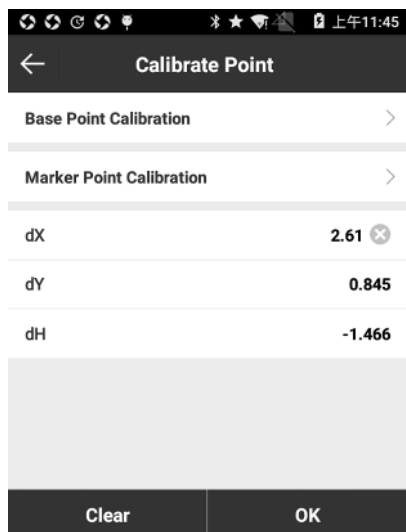 上午11:45
Calibrate Point
Base Point Calibration
Marker Point Calibration
dX 2.61
dY 0.845
dH -1.466
Clear OK